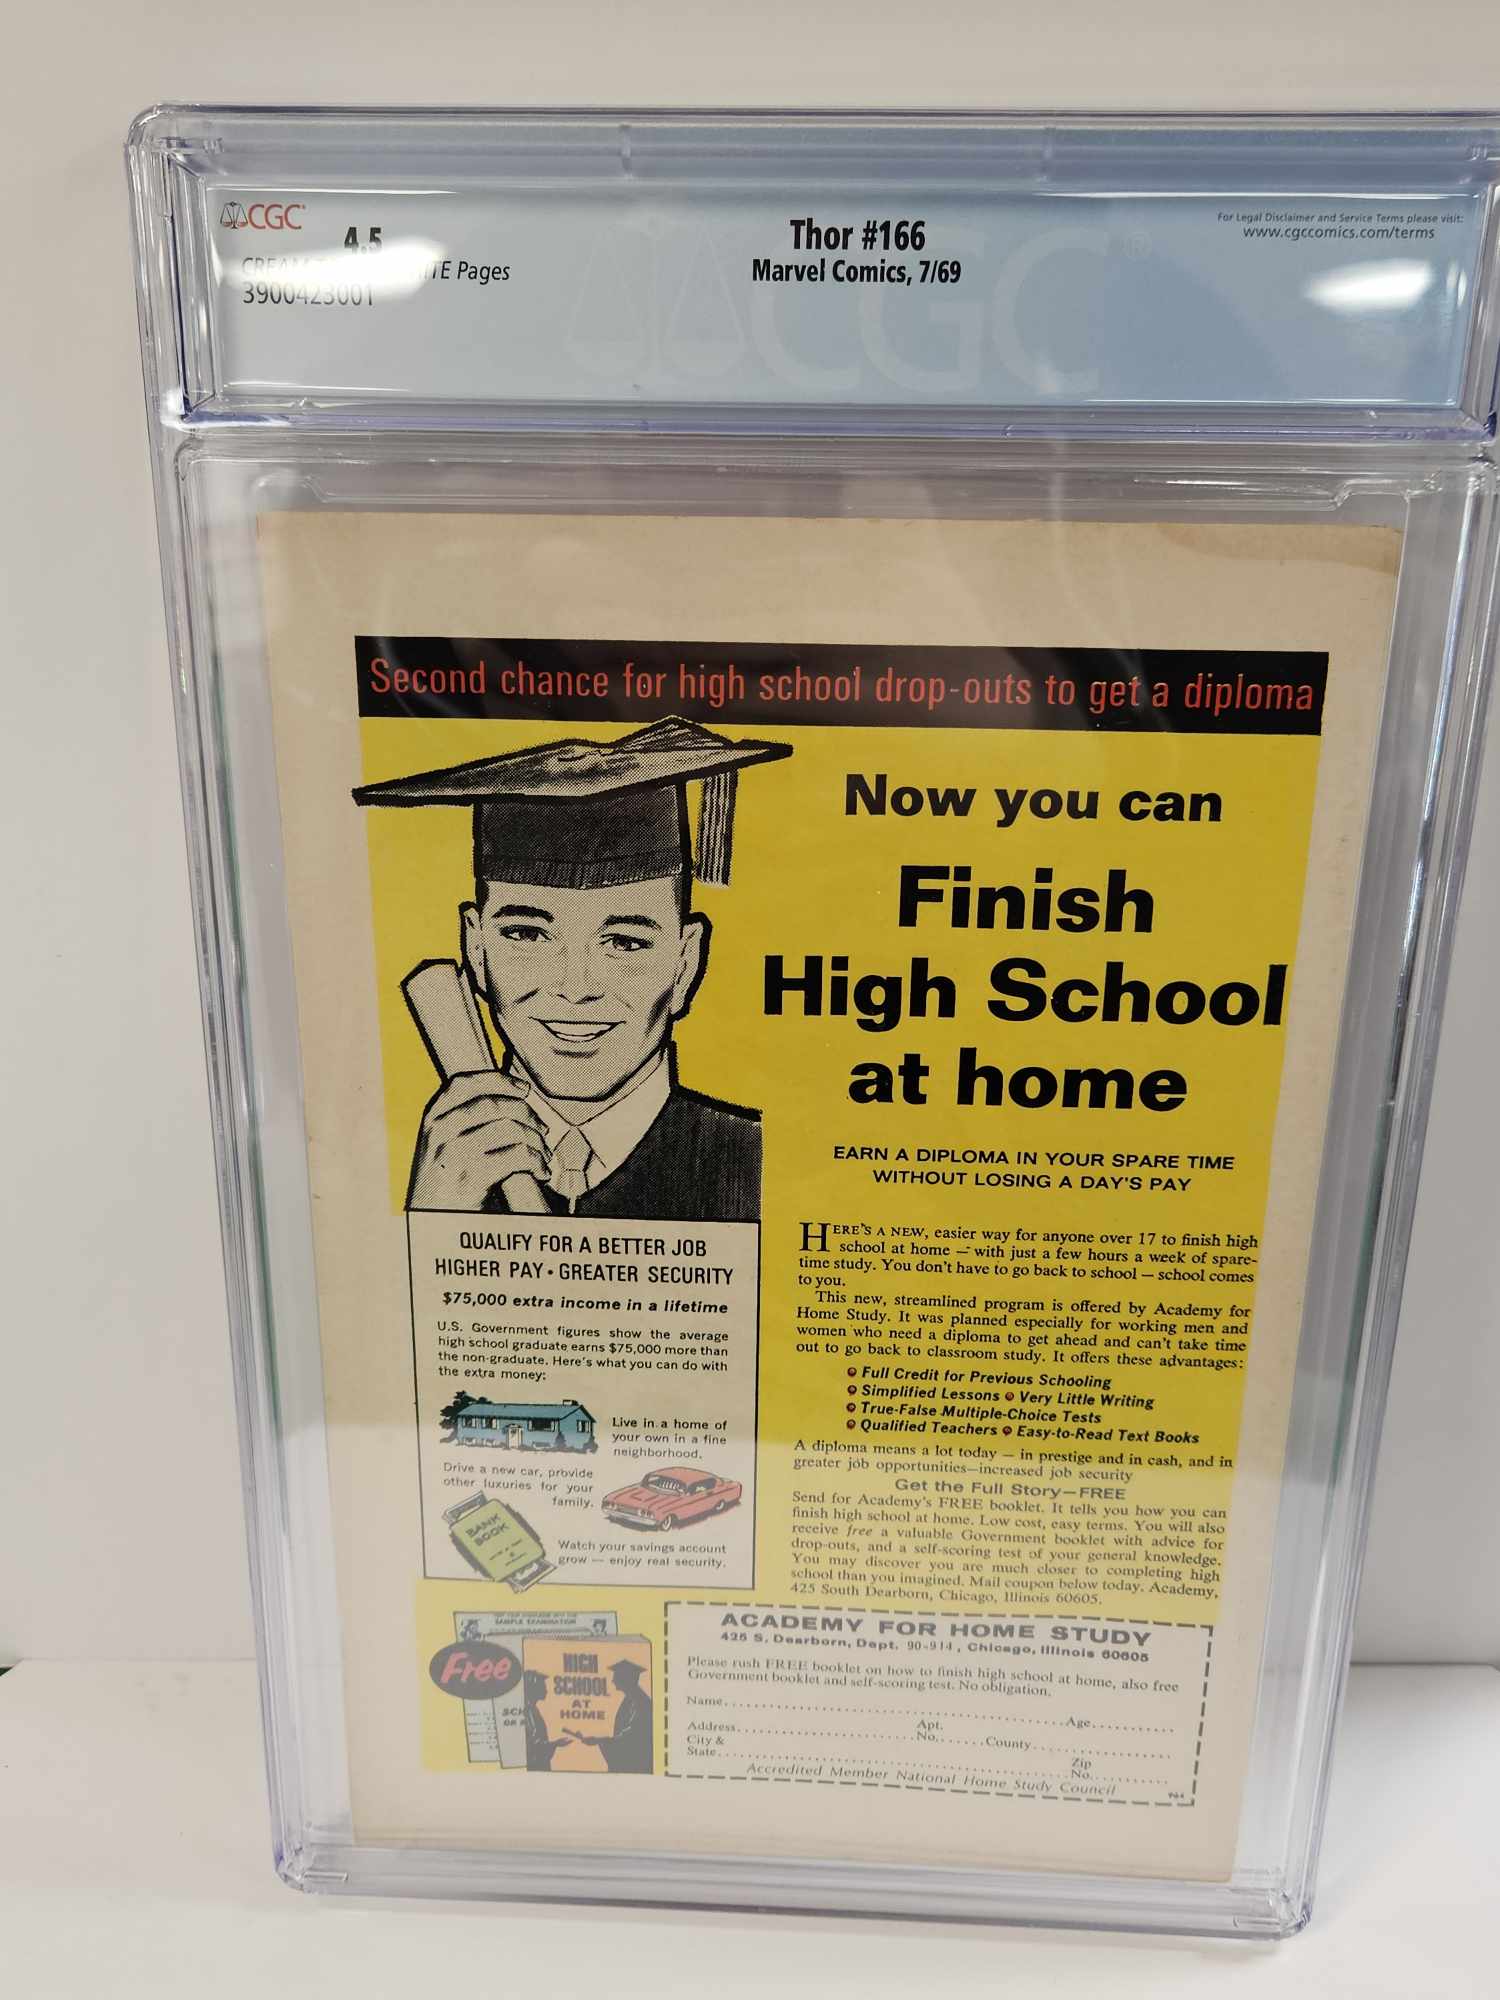 CGC
4.5
Pages
3900423001
Thor #166
Marvel Comics, 7/69
For Legal Disclaimer and Service Terms please visit:
www.cgccomics.com/terms
CGC
Second chance for high school drop-outs to get a diploma
Now you can
Finish
High School
at home
EARN A DIPLOMA IN YOUR SPARE TIME
WITHOUT LOSING A DAY'S PAY
QUALIFY FOR A BETTER JOB
HIGHER PAY • GREATER SECURITY
$75,000 extra income in a lifetime
U.S. Government figures show the average
high school graduate earns $75,000 more than
the non-graduate. Here's what you can do with
the extra money:
Live in a home of
your own in a fine
neighborhood.
Drive a new car, provide
other luxuries for your
family.
BANK
BOOK
Watch your savings account
grow — enjoy real security.
HERE'S A NEW, easier way for anyone over 17 to finish high
school at home — with just a few hours a week of spare-
time study. You don't have to go back to school — school comes
to you.
This new, streamlined program is offered by Academy for
Home Study. It was planned especially for working men and
women who need a diploma to get ahead and can't take time
out to go back to classroom study. It offers these advantages:
• Full Credit for Previous Schooling
• Simplified Lessons • Very Little Writing
• True-False Multiple-Choice Tests
• Qualified Teachers • Easy-to-Read Text Books
A diploma means a lot today — in prestige and in cash, and in
greater job opportunities—increased job security
Get the Full Story—FREE
Send for Academy's FREE booklet. It tells you how you can
finish high school at home. Low cost, easy terms. You will also
receive free a valuable Government booklet with advice for
drop-outs, and a self-scoring test of your general knowledge.
You may discover you are much closer to completing high
school than you imagined. Mail coupon below today. Academy,
425 South Dearborn, Chicago, Illinois 60605.
SAMPLE EXAMINATION
Free
HIGH
SCHOOL
AT
HOME
ACADEMY FOR HOME STUDY
425 S. Dearborn, Dept. 90-914, Chicago, Illinois 60605
Please rush FREE booklet on how to finish high school at home, also free
Government booklet and self-scoring test. No obligation.
Name..........Age..........
Address..........Apt. No.......County..........
City &
State..........Zip No..........
Accredited Member National Home Study Council